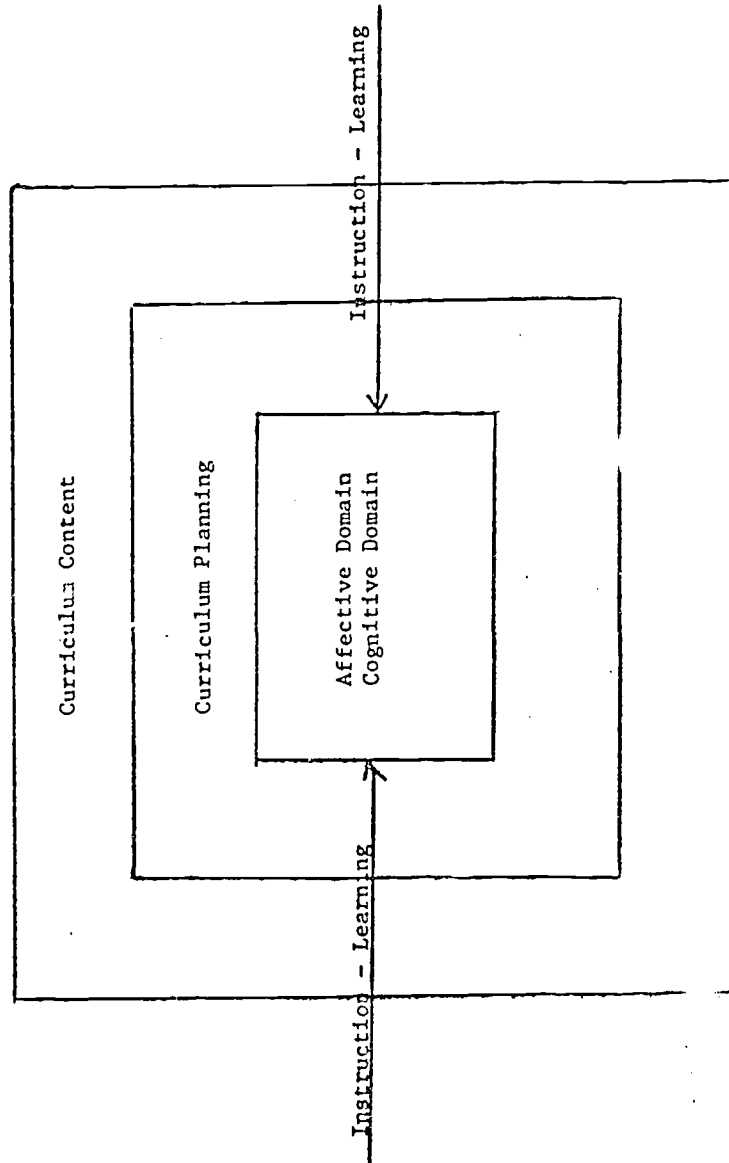 Curriculum Content
Curriculum Planning
Affective Domain
Cognitive Domain
Instruction - Learning
Instruction - Learning